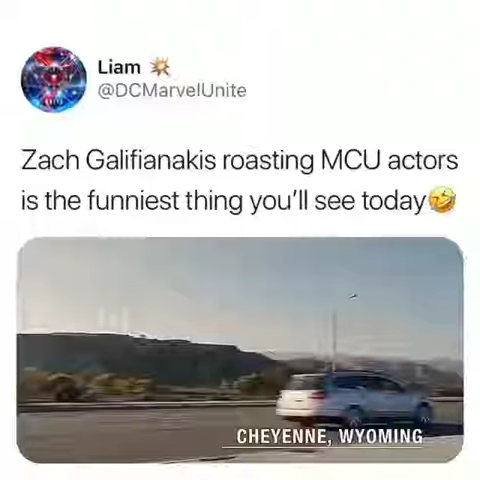 Liam 💥
@DCMarvelUnite
Zach Galifianakis roasting MCU actors
is the funniest thing you'll see today🤣
CHEYENNE, WYOMING